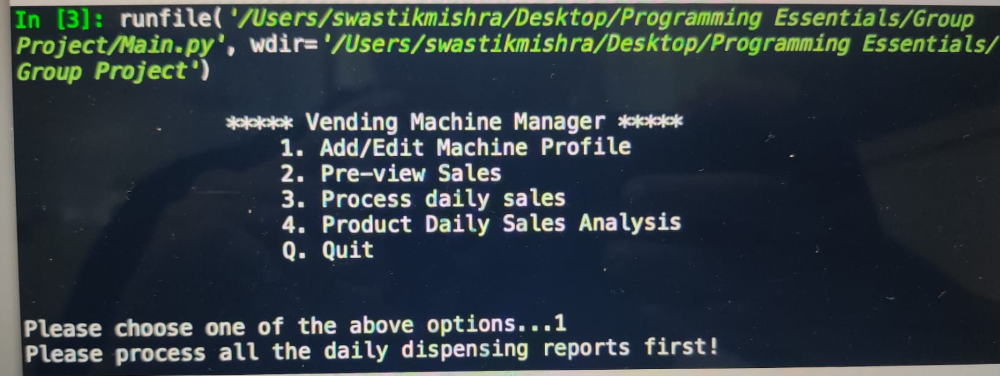 In [3]: runfile('/Users/swastikmishra/Desktop/Programming Essentials/Group
Project/Main.py', wdir='/Users/swastikmishra/Desktop/Programming Essentials/
Group Project')
***** Vending Machine Manager *****
1. Add/Edit Machine Profile
2. Pre-view Sales
3. Process daily sales
4. Product Daily Sales Analysis
Q. Quit
Please choose one of the above options...1
Please process all the daily dispensing reports first!